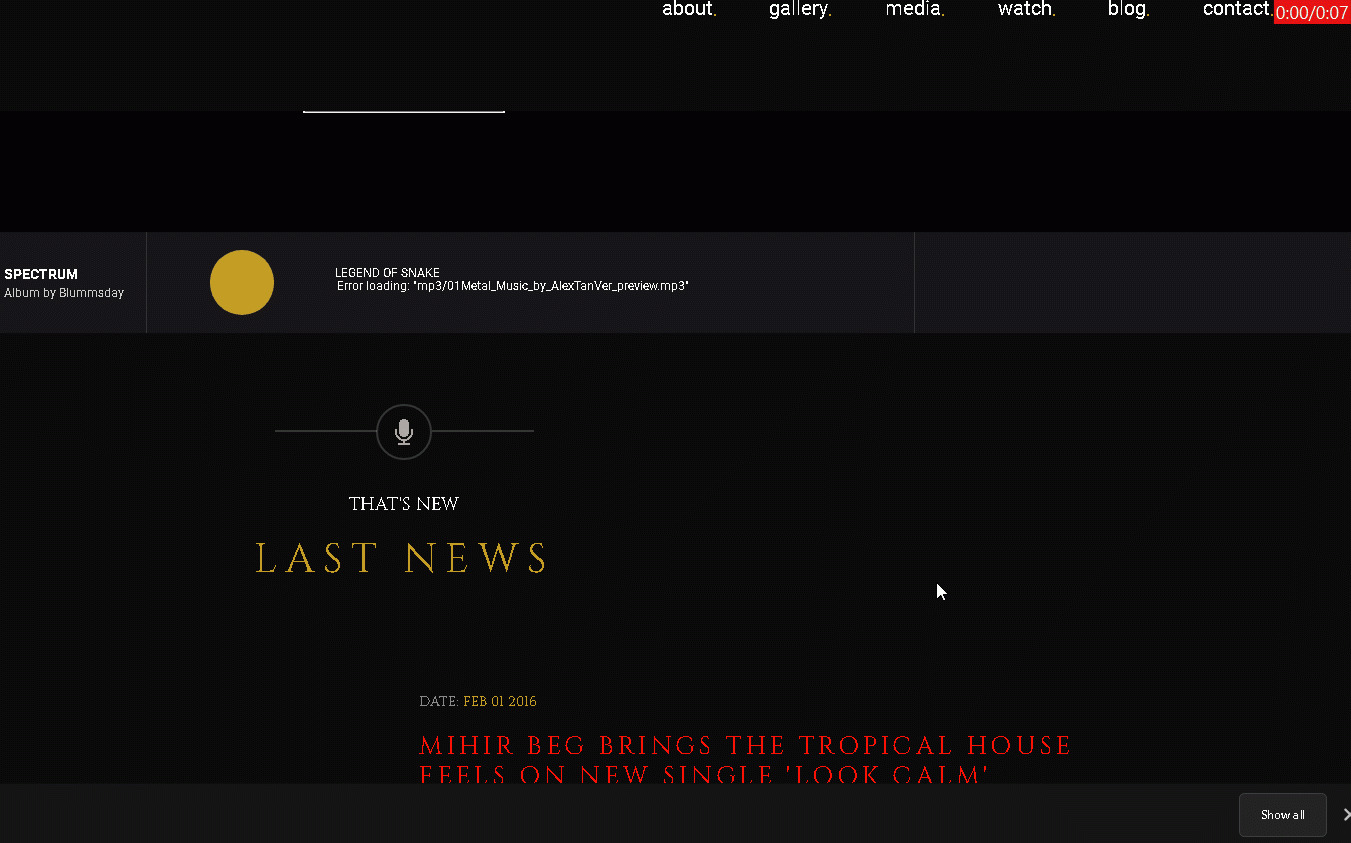 about. gallery. media. watch. blog. contact. 0:00/0:07
SPECTRUM
Album by Blummsday
LEGEND OF SNAKE
Error loading: "mp3/01Metal_Music_by_AlexTanVer_preview.mp3"
THAT'S NEW
LAST NEWS
DATE: FEB 01 2016
MIHIR BEG BRINGS THE TROPICAL HOUSE
FEELS ON NEW SINGLE 'LOOK CALM'
Show all